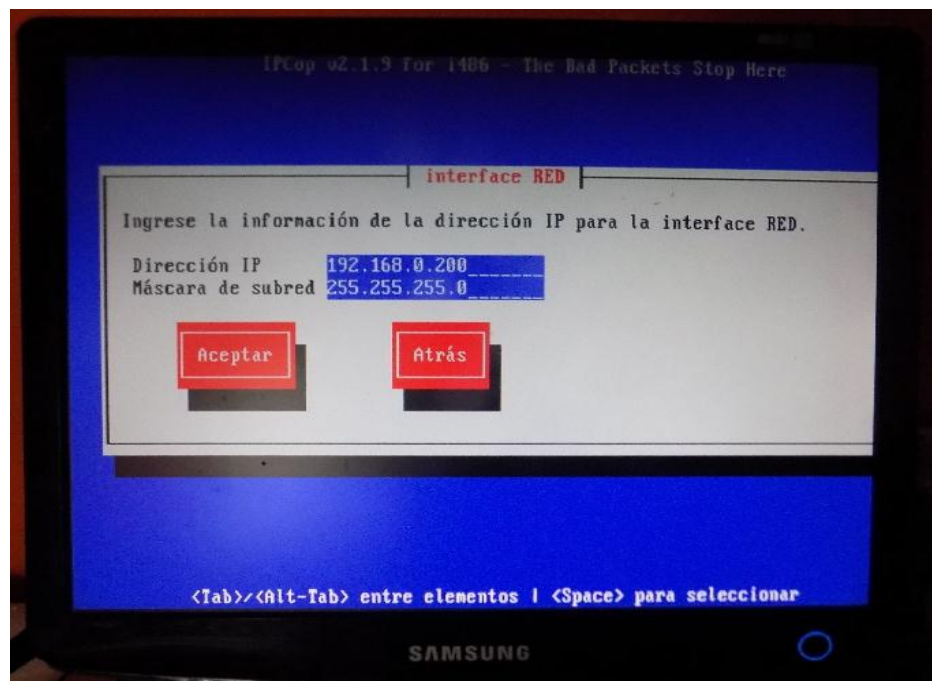 IPCop v2.1.9 for i486 - The Bad Packets Stop Here
interface RED
Ingrese la información de la dirección IP para la interface RED.
Dirección IP 192.168.0.200______
Máscara de subred 255.255.255.0______
Aceptar Atrás
<Tab>/<Alt-Tab> entre elementos | <Space> para seleccionar
SAMSUNG